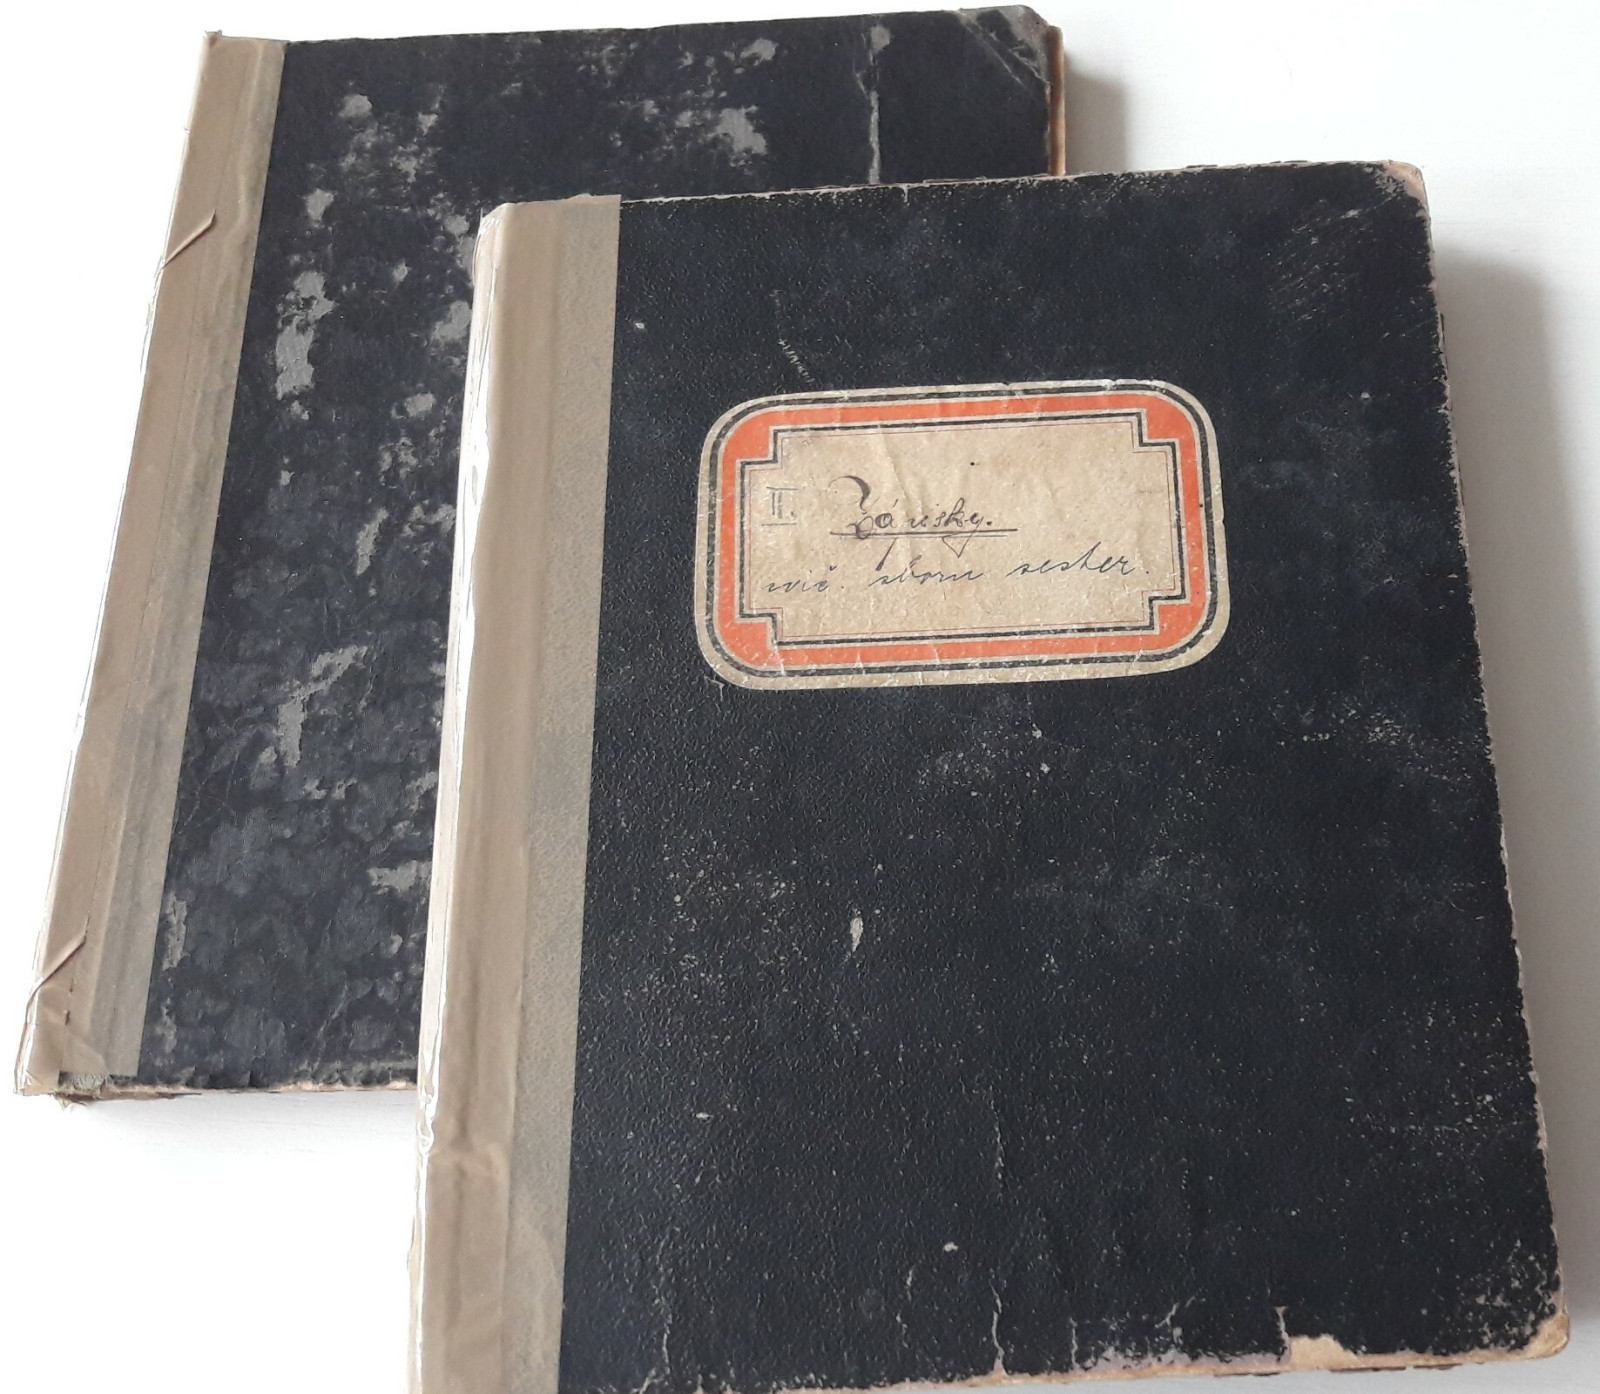 II. Zápisky.
cvič. sboru sester.